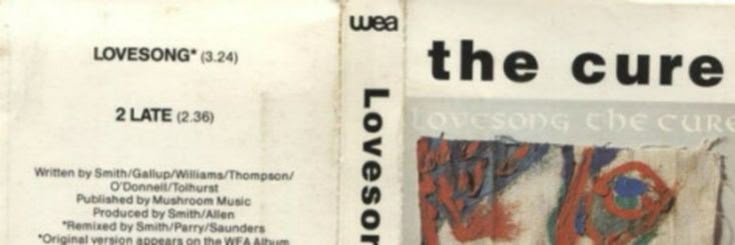 LOVESONG* (3.24)
2 LATE (2.36)
Written by Smith/Gallup/Williams/Thompson/
O'Donnell/Tolhurst
Published by Mushroom Music
Produced by Smith/Allen
*Remixed by Smith/Parry/Saunders
*Original version appears on the WEA Album
wea
Loveson
the cure
LOVESONG the CURE